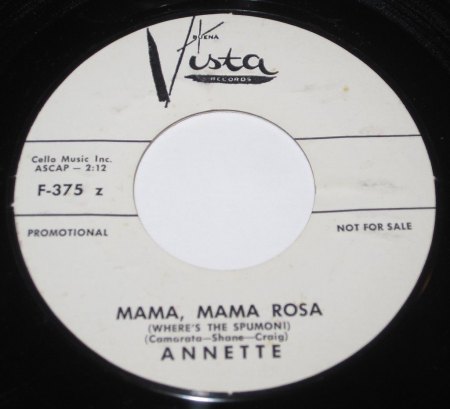 BUENA
Vista
RECORDS
Cello Music Inc.
ASCAP — 2:12
F-375 z
PROMOTIONAL
NOT FOR SALE
MAMA, MAMA ROSA
(WHERE'S THE SPUMONI)
(Camarata—Shane—Craig)
ANNETTE